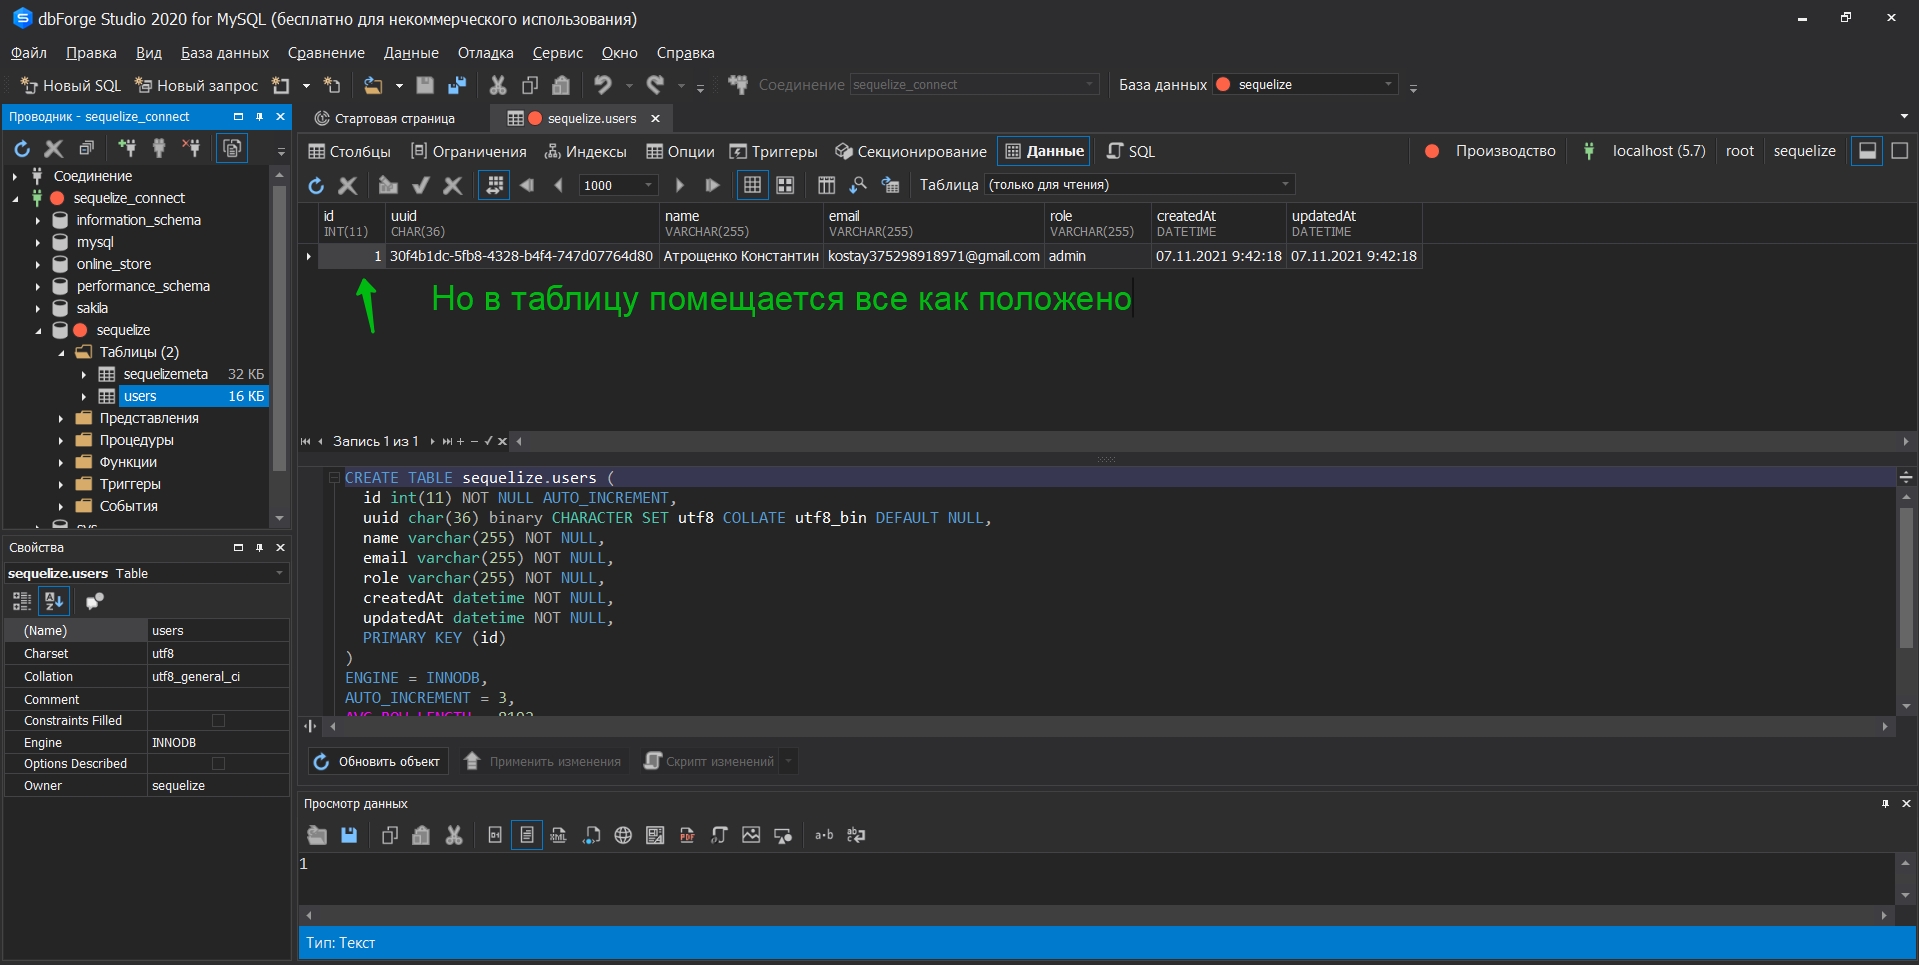 dbForge Studio 2020 for MySQL (бесплатно для некоммерческого использования)
Файл Правка Вид База данных Сравнение Данные Отладка Сервис Окно Справка
Новый SQL Новый запрос Соединение sequelize_connect База данных sequelize
Проводник - sequelize_connect
Стартовая страница sequelize.users
Столбцы Ограничения Индексы Опции Триггеры Секционирование Данные SQL Производство localhost (5.7) root sequelize
1000 Таблица (только для чтения)
Соединение
sequelize_connect
information_schema
mysql
online_store
performance_schema
sakila
sequelize
Таблицы (2)
sequelizemeta 32 КБ
users 16 КБ
Представления
Процедуры
Функции
Триггеры
События
sys
id uuid name email role createdAt updatedAt
INT(11) CHAR(36) VARCHAR(255) VARCHAR(255) VARCHAR(255) DATETIME DATETIME
1 30f4b1dc-5fb8-4328-b4f4-747d07764d80 Атрощенко Константин kostay375298918971@gmail.com admin 07.11.2021 9:42:18 07.11.2021 9:42:18
Но в таблицу помещается все как положено
Запись 1 из 1
CREATE TABLE sequelize.users (
id int(11) NOT NULL AUTO_INCREMENT,
uuid char(36) binary CHARACTER SET utf8 COLLATE utf8_bin DEFAULT NULL,
name varchar(255) NOT NULL,
email varchar(255) NOT NULL,
role varchar(255) NOT NULL,
createdAt datetime NOT NULL,
updatedAt datetime NOT NULL,
PRIMARY KEY (id)
)
ENGINE = INNODB,
AUTO_INCREMENT = 3,
AVG_ROW_LENGTH = 8192
Свойства
sequelize.users Table
(Name) users
Charset utf8
Collation utf8_general_ci
Comment
Constraints Filled
Engine INNODB
Options Described
Owner sequelize
Обновить объект Применить изменения Скрипт изменений
Просмотр данных
1
Тип: Текст